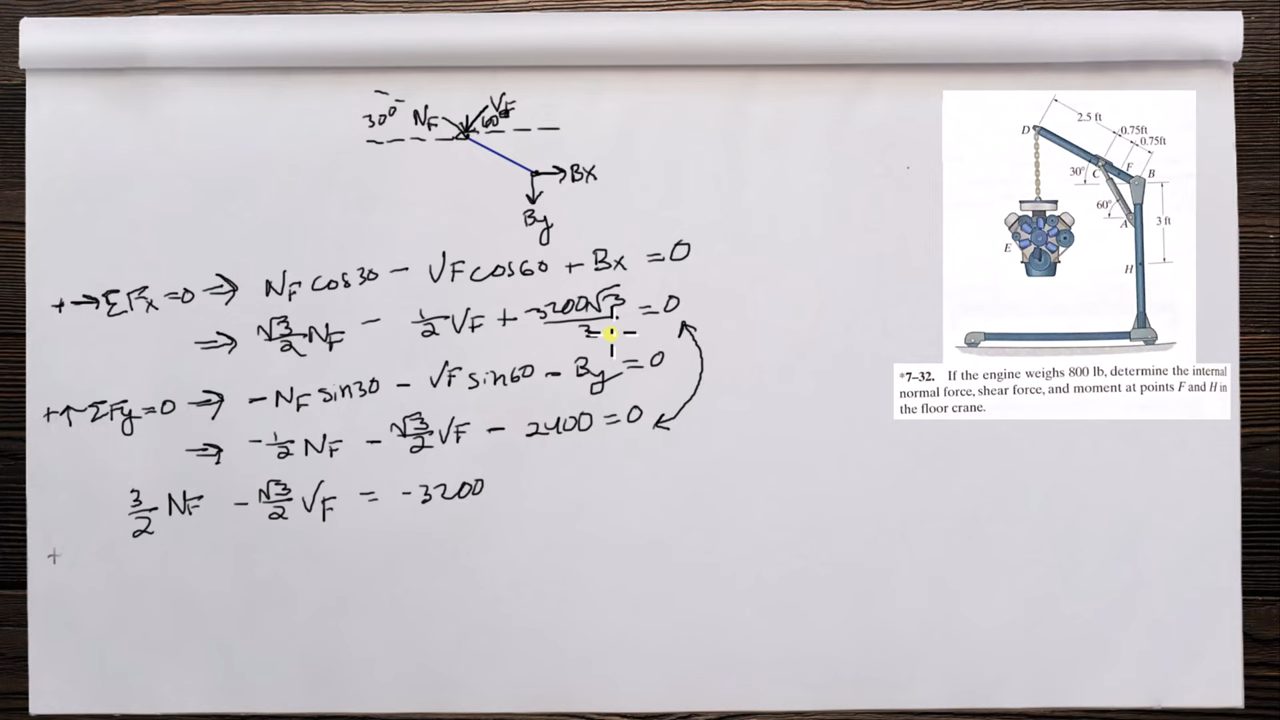 30° N_F V_F
60°
Bx
By
+→ΣFx=0 ⇒ N_F cos30 - V_F cos60 + Bx = 0
⇒ √3/2 N_F - 1/2 V_F + 3200√3/3 = 0
+↑ΣFy=0 ⇒ -N_F sin30 - V_F sin60 - By = 0
⇒ -1/2 N_F - √3/2 V_F - 2400 = 0
3/2 N_F - √3/2 V_F = -3200
+
D
2.5 ft
0.75ft
0.75ft
30°
C
F
B
60°
A
3 ft
E
H
*7–32. If the engine weighs 800 lb, determine the internal
normal force, shear force, and moment at points F and H in
the floor crane.